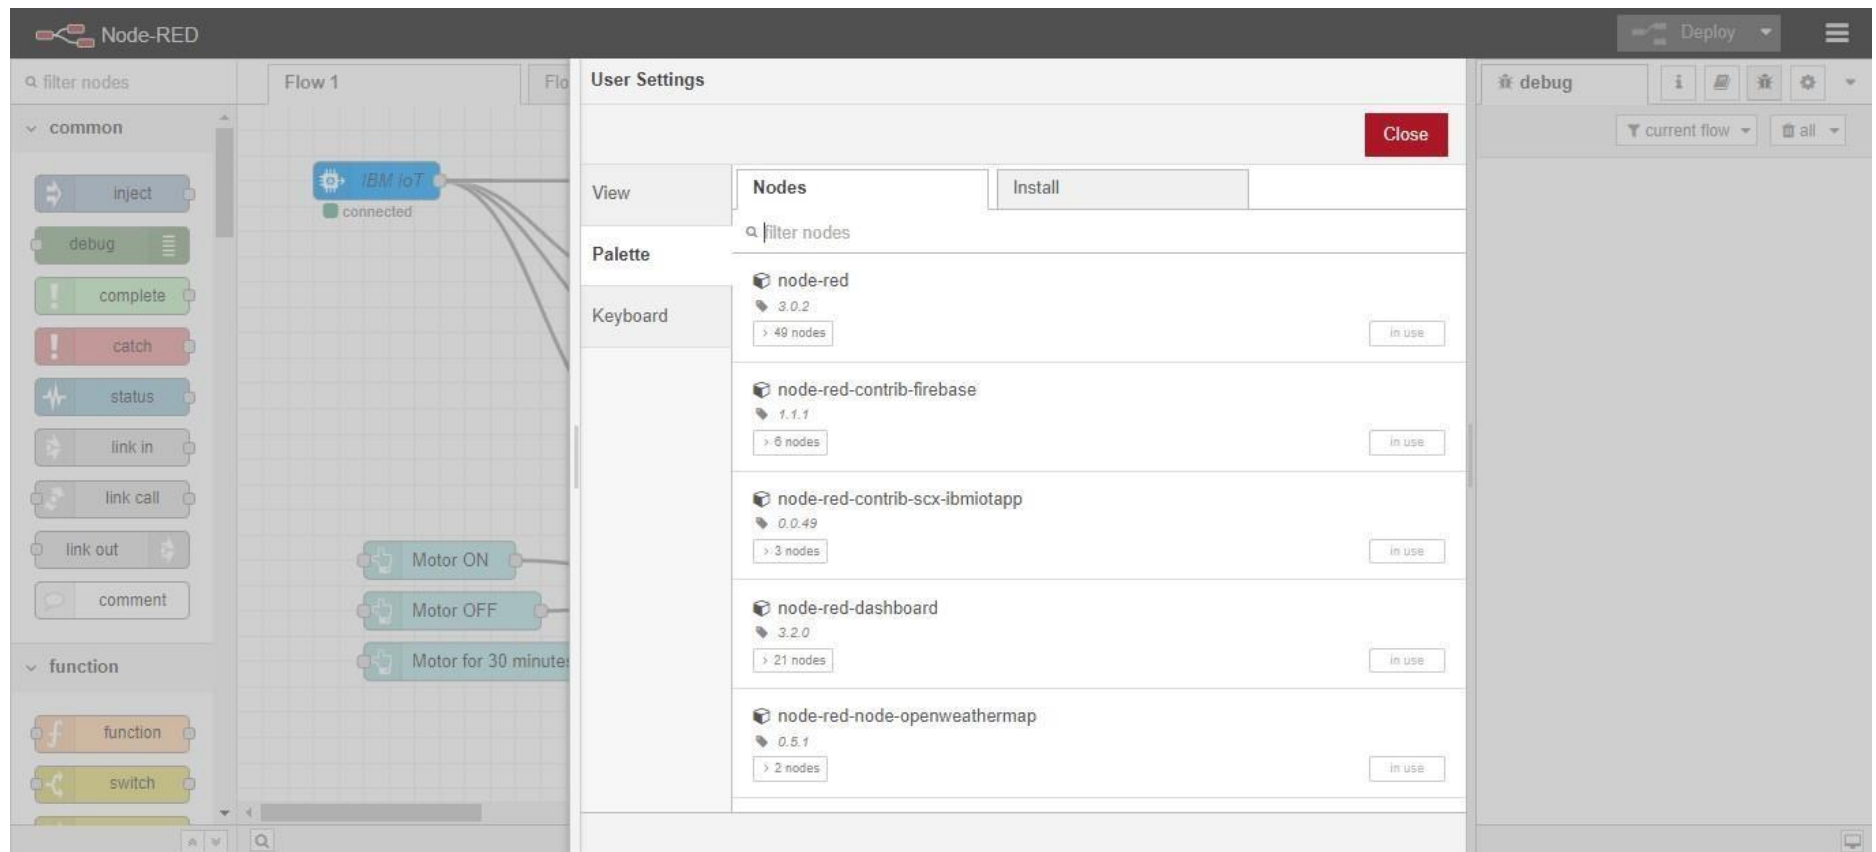 Node-RED
Deploy
filter nodes
common
inject
debug
complete
catch
status
link in
link call
link out
comment
function
function
switch
Flow 1
Flo
IBM IoT
connected
Motor ON
Motor OFF
Motor for 30 minutes
User Settings
Close
View
Palette
Keyboard
Nodes
Install
filter nodes
node-red
3.0.2
> 49 nodes
in use
node-red-contrib-firebase
1.1.1
> 6 nodes
in use
node-red-contrib-scx-ibmiotapp
0.0.49
> 3 nodes
in use
node-red-dashboard
3.2.0
> 21 nodes
in use
node-red-node-openweathermap
0.5.1
> 2 nodes
in use
debug
i
current flow
all